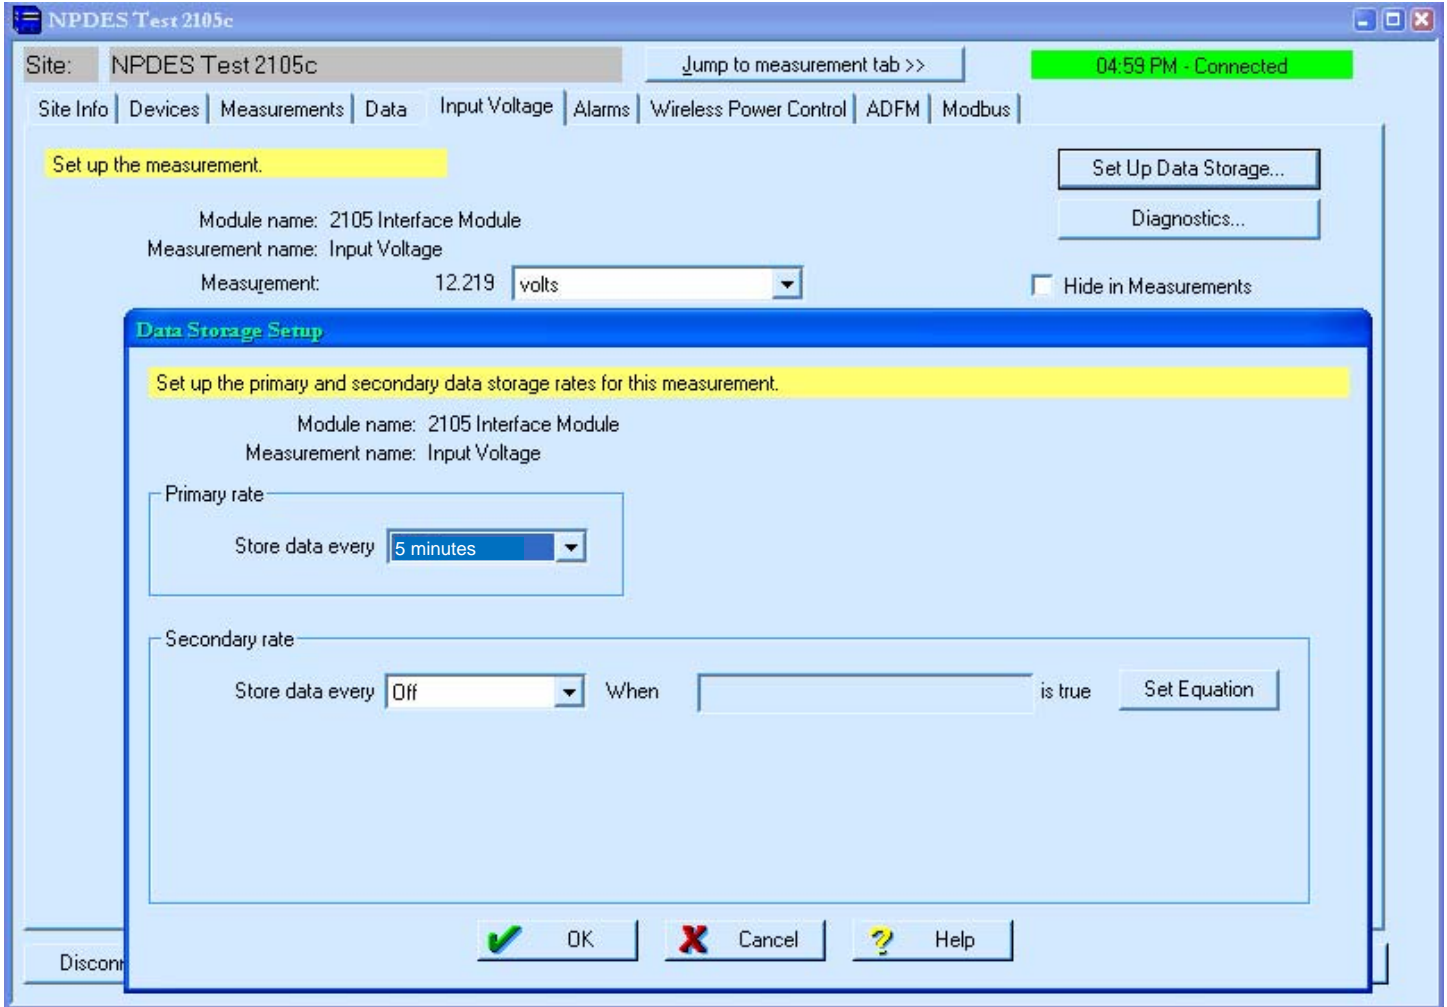 NPDES Test 2105c
Site: NPDES Test 2105c Jump to measurement tab >> 04:59 PM - Connected
Site Info Devices Measurements Data Input Voltage Alarms Wireless Power Control ADFM Modbus
Set up the measurement. Set Up Data Storage...
Module name: 2105 Interface Module Diagnostics...
Measurement name: Input Voltage
Measurement: 12.219 volts Hide in Measurements
Data Storage Setup
Set up the primary and secondary data storage rates for this measurement.
Module name: 2105 Interface Module
Measurement name: Input Voltage
Primary rate
Store data every 5 minutes
Secondary rate
Store data every Off When is true Set Equation
OK Cancel Help